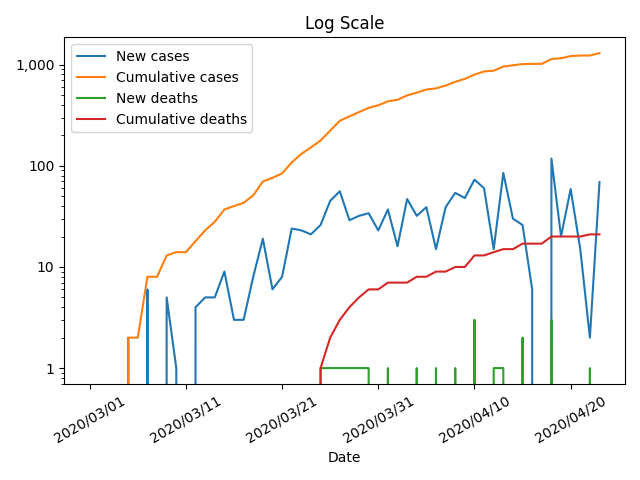 Log Scale
New cases
Cumulative cases
New deaths
Cumulative deaths
1,000
100
10
1
2020/03/01
2020/03/11
2020/03/21
2020/03/31
2020/04/10
2020/04/20
Date